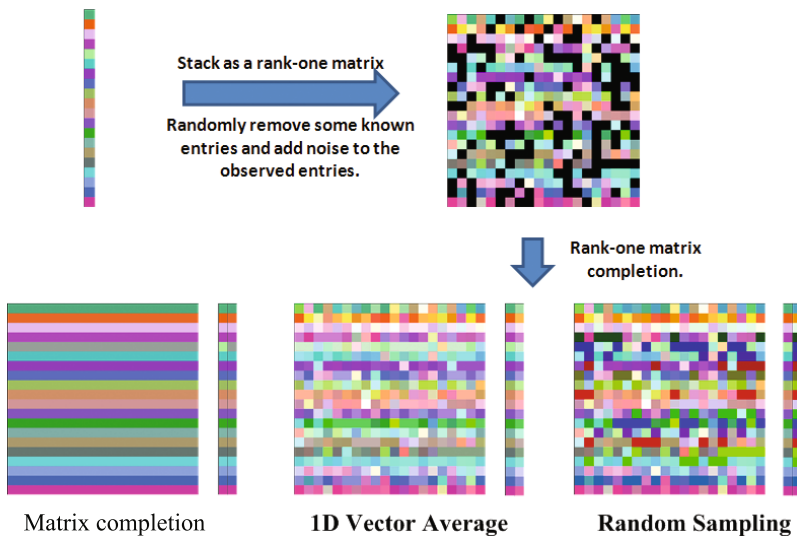 Stack as a rank-one matrix
Randomly remove some known
entries and add noise to the
observed entries.
Rank-one matrix
completion.
Matrix completion
1D Vector Average
Random Sampling